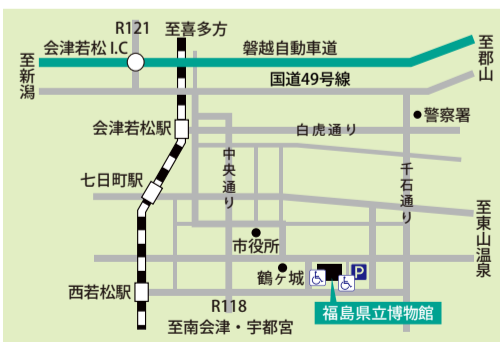 R121
至喜多方
会津若松 I.C
磐越自動車道
至郡山
至新潟
国道49号線
警察署
会津若松駅
白虎通り
中央通り
千石通り
七日町駅
至東山温泉
市役所
鶴ヶ城
P
西若松駅
R118
福島県立博物館
至南会津・宇都宮